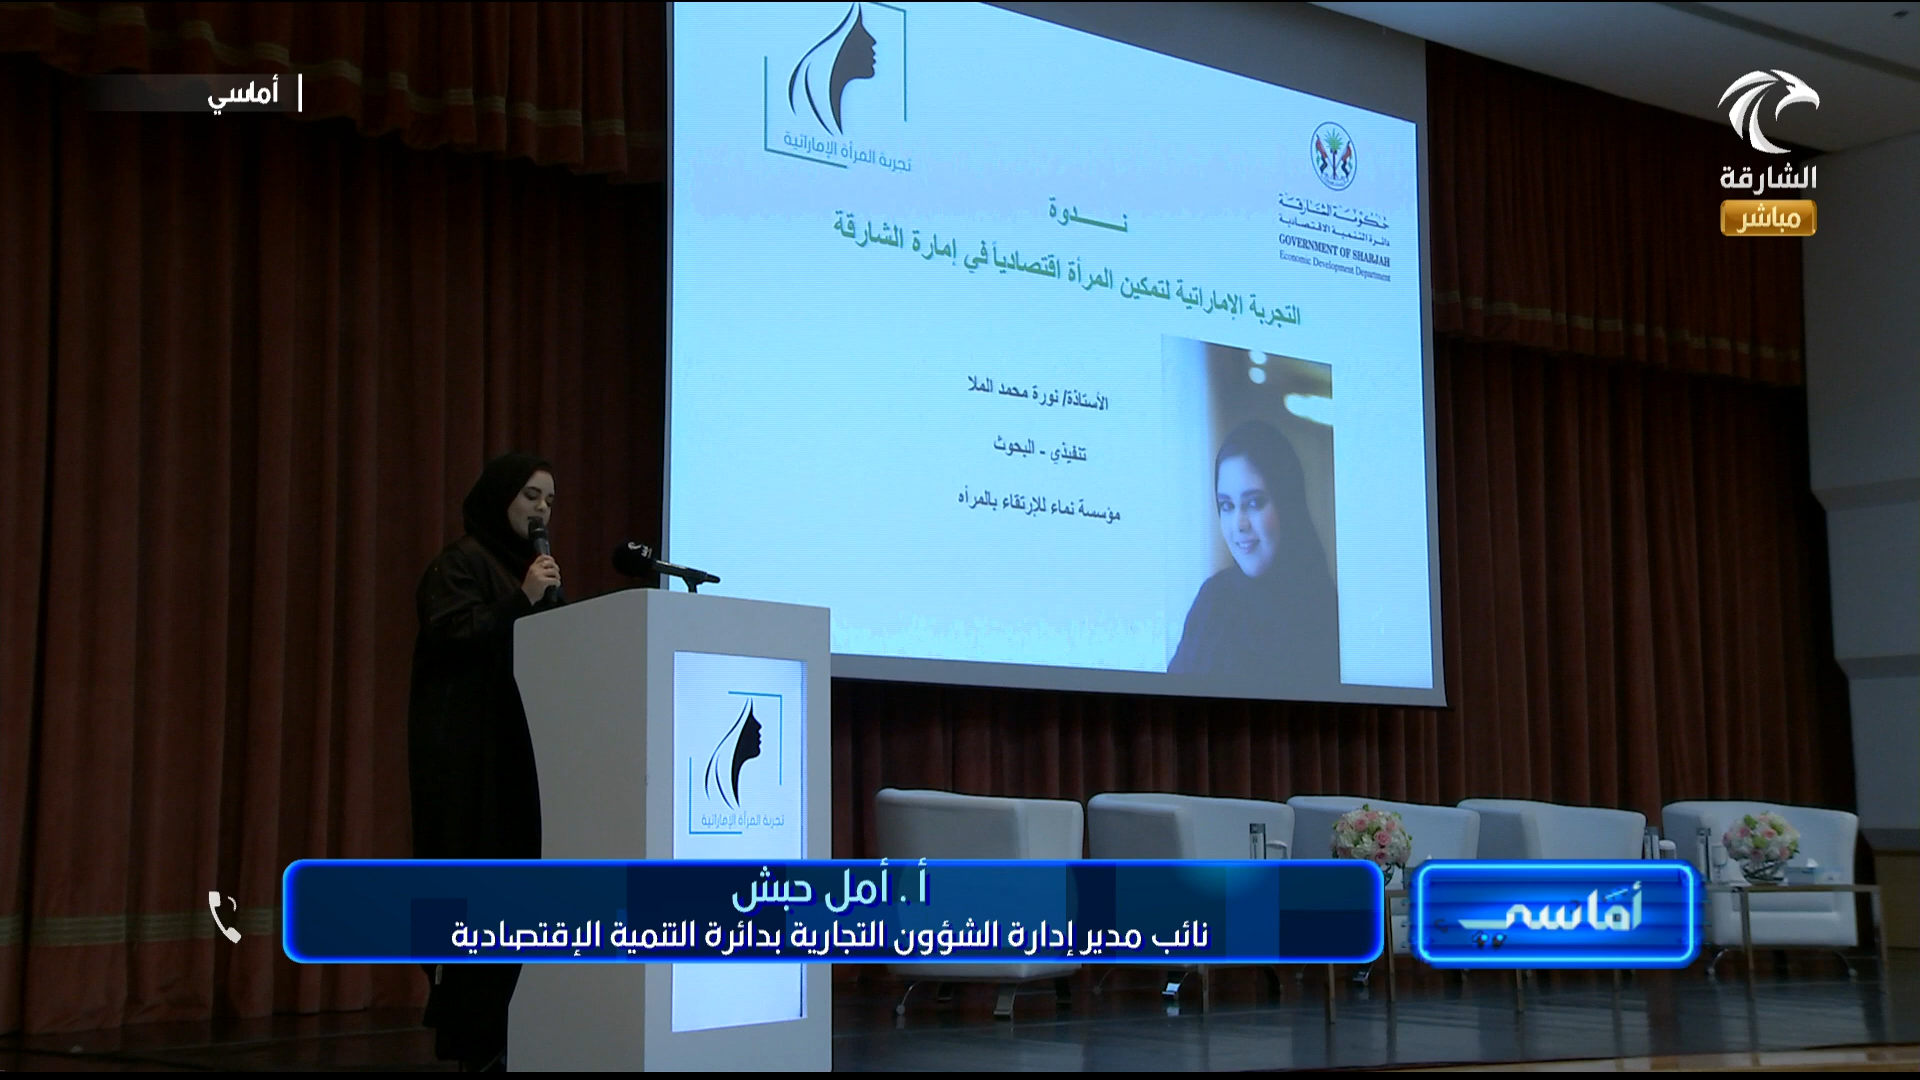 أماسي
الشارقة
مباشر
تجربة المرأة الإماراتية
حكومة الشارقة
دائرة التنمية الاقتصادية
GOVERNMENT OF SHARJAH
Economic Development Department
نـــدوة
التجربة الإماراتية لتمكين المرأة اقتصادياً في إمارة الشارقة
الأستاذة/ نورة محمد الملا
تنفيذي - البحوث
مؤسسة نماء للإرتقاء بالمرأه
تجربة المرأة الإماراتية
أ. أمل حبش
نائب مدير إدارة الشؤون التجارية بدائرة التنمية الإقتصادية
أماسي